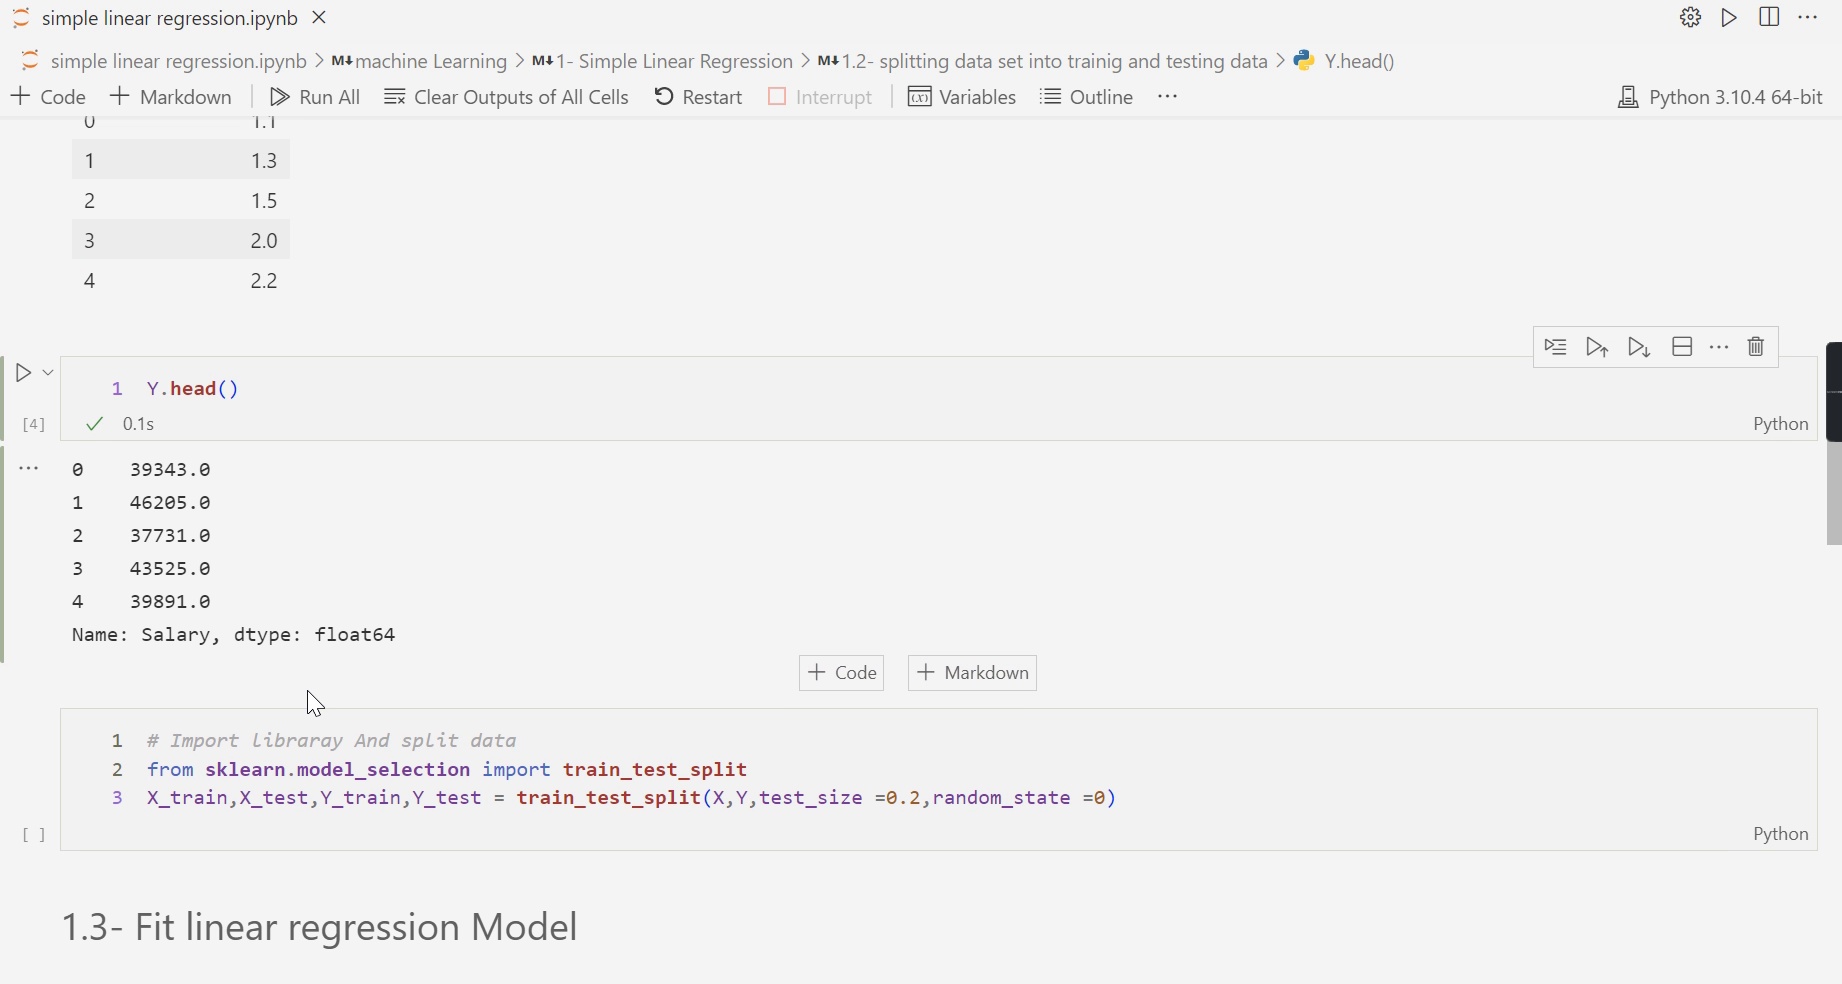 simple linear regression.ipynb
simple linear regression.ipynb > M↓ machine Learning > M↓ 1- Simple Linear Regression > M↓ 1.2- splitting data set into trainig and testing data > Y.head()
+ Code + Markdown Run All Clear Outputs of All Cells Restart Interrupt Variables Outline ... Python 3.10.4 64-bit
0 1.1
1 1.3
2 1.5
3 2.0
4 2.2
1 Y.head()
[4] 0.1s Python
0 39343.0
1 46205.0
2 37731.0
3 43525.0
4 39891.0
Name: Salary, dtype: float64
+ Code + Markdown
1 # Import libraray And split data
2 from sklearn.model_selection import train_test_split
3 X_train,X_test,Y_train,Y_test = train_test_split(X,Y,test_size =0.2,random_state =0)
[ ] Python
1.3- Fit linear regression Model